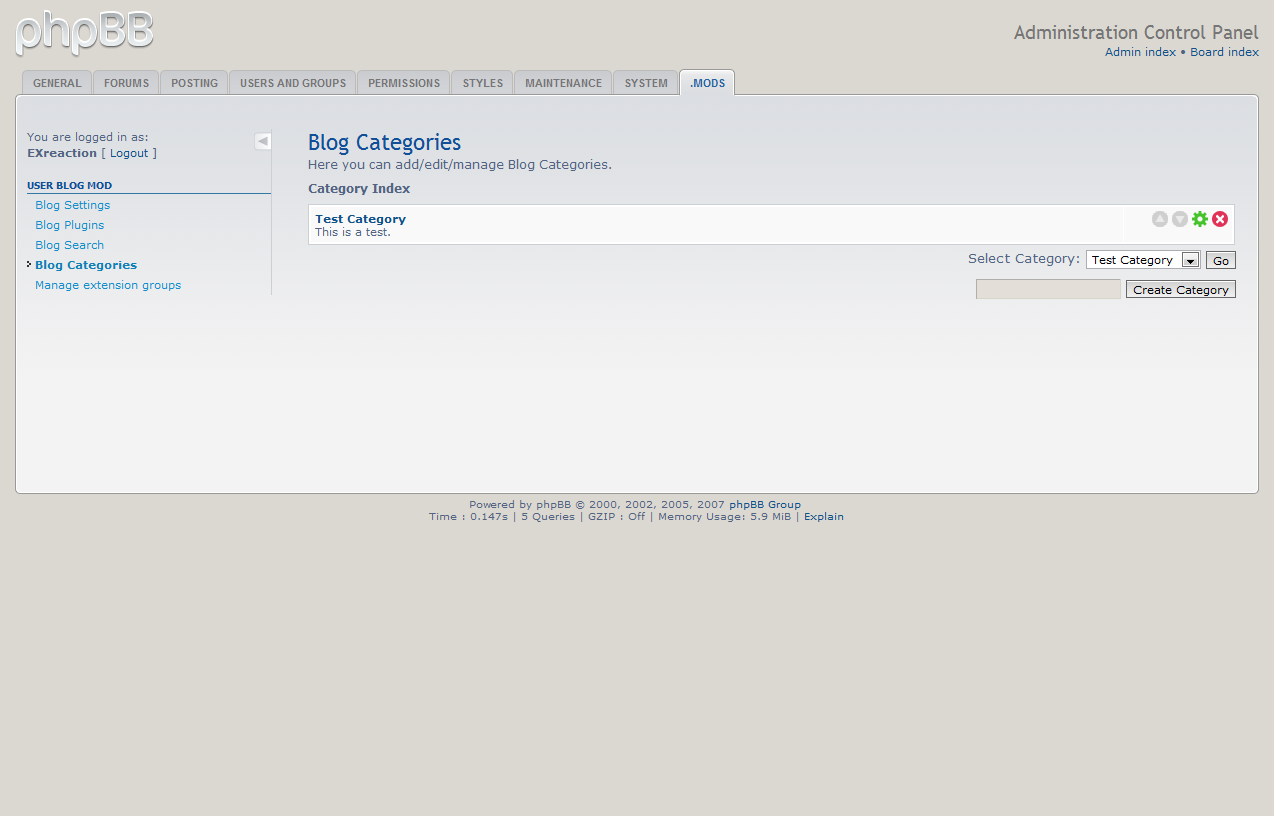 phpBB
Administration Control Panel
Admin index • Board index
GENERAL FORUMS POSTING USERS AND GROUPS PERMISSIONS STYLES MAINTENANCE SYSTEM .MODS
You are logged in as:
EXreaction [ Logout ]
USER BLOG MOD
Blog Settings
Blog Plugins
Blog Search
Blog Categories
Manage extension groups
Blog Categories
Here you can add/edit/manage Blog Categories.
Category Index
Test Category
This is a test.
Select Category: Test Category Go
Create Category
Powered by phpBB © 2000, 2002, 2005, 2007 phpBB Group
Time : 0.147s | 5 Queries | GZIP : Off | Memory Usage: 5.9 MiB | Explain